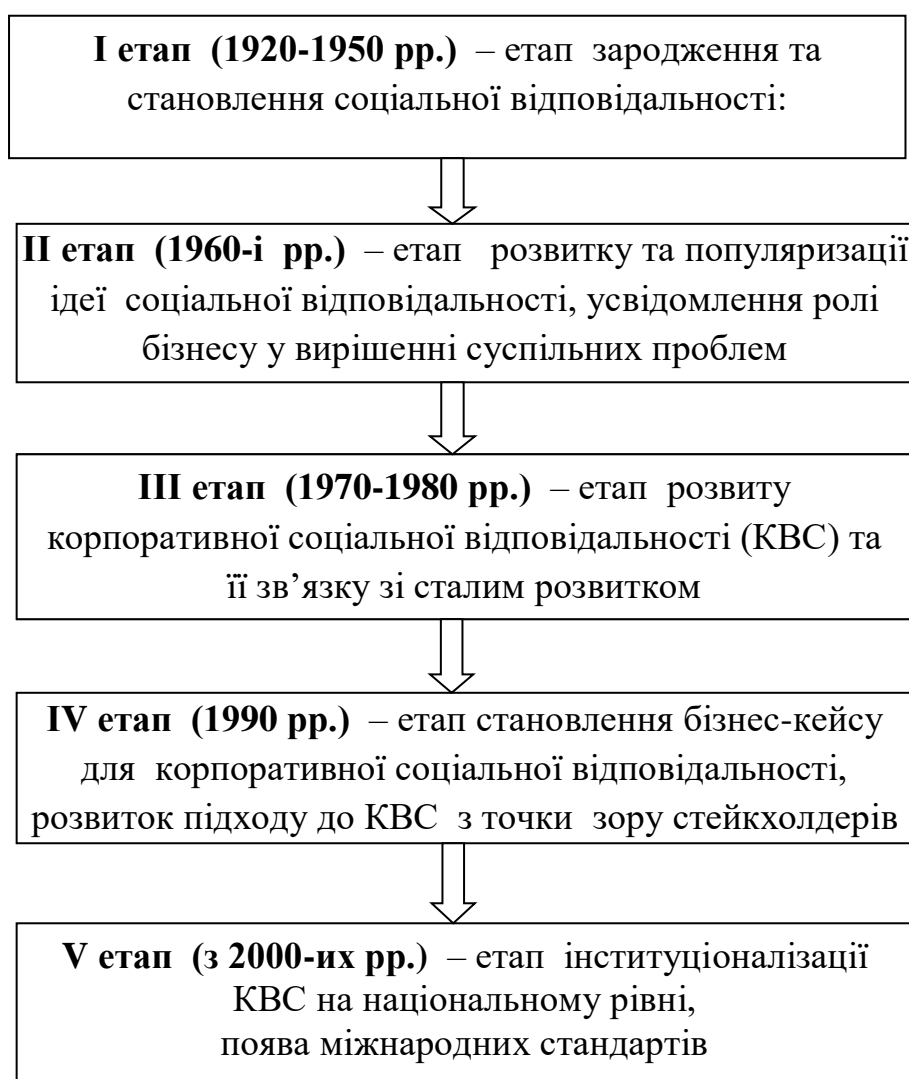 I етап (1920-1950 рр.) – етап зародження та
становлення соціальної відповідальності:
II етап (1960-і рр.) – етап розвитку та популяризації
ідеї соціальної відповідальності, усвідомлення ролі
бізнесу у вирішенні суспільних проблем
III етап (1970-1980 рр.) – етап розвиту
корпоративної соціальної відповідальності (КВС) та
її зв’язку зі сталим розвитком
IV етап (1990 рр.) – етап становлення бізнес-кейсу
для корпоративної соціальної відповідальності,
розвиток підходу до КВС з точки зору стейкхолдерів
V етап (з 2000-их рр.) – етап інституціоналізації
КВС на національному рівні,
поява міжнародних стандартів